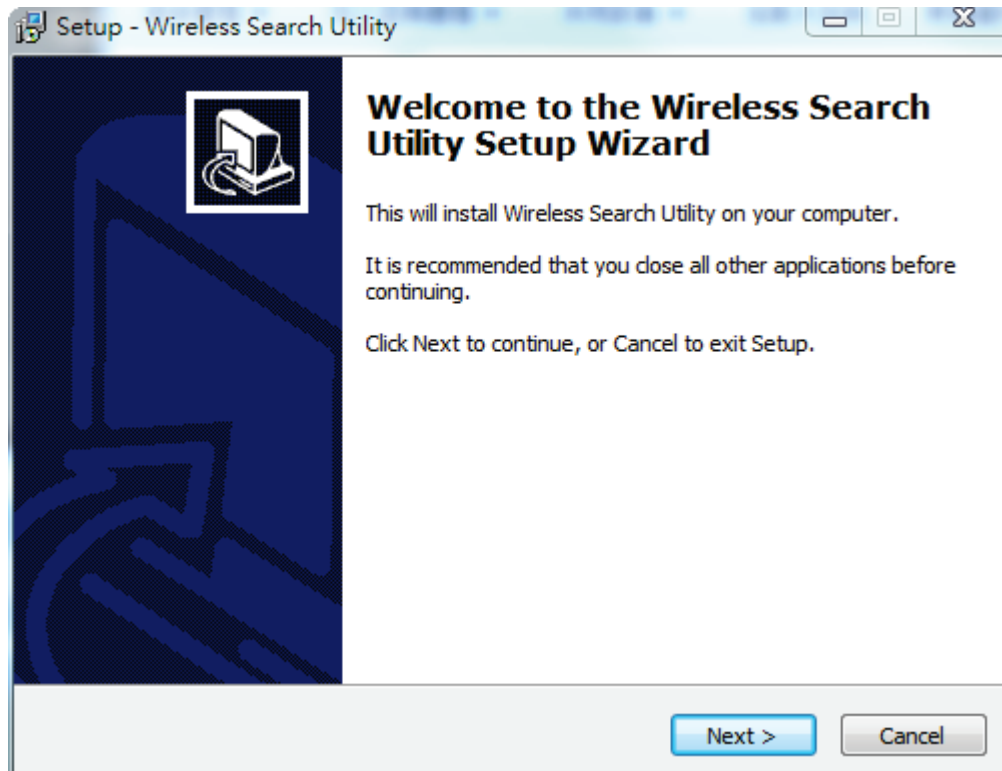 Setup - Wireless Search Utility
Welcome to the Wireless Search
Utility Setup Wizard
This will install Wireless Search Utility on your computer.
It is recommended that you close all other applications before
continuing.
Click Next to continue, or Cancel to exit Setup.
Next >
Cancel